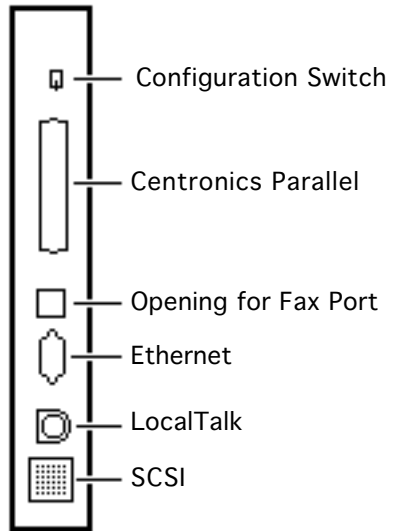 Configuration Switch
Centronics Parallel
Opening for Fax Port
Ethernet
LocalTalk
SCSI